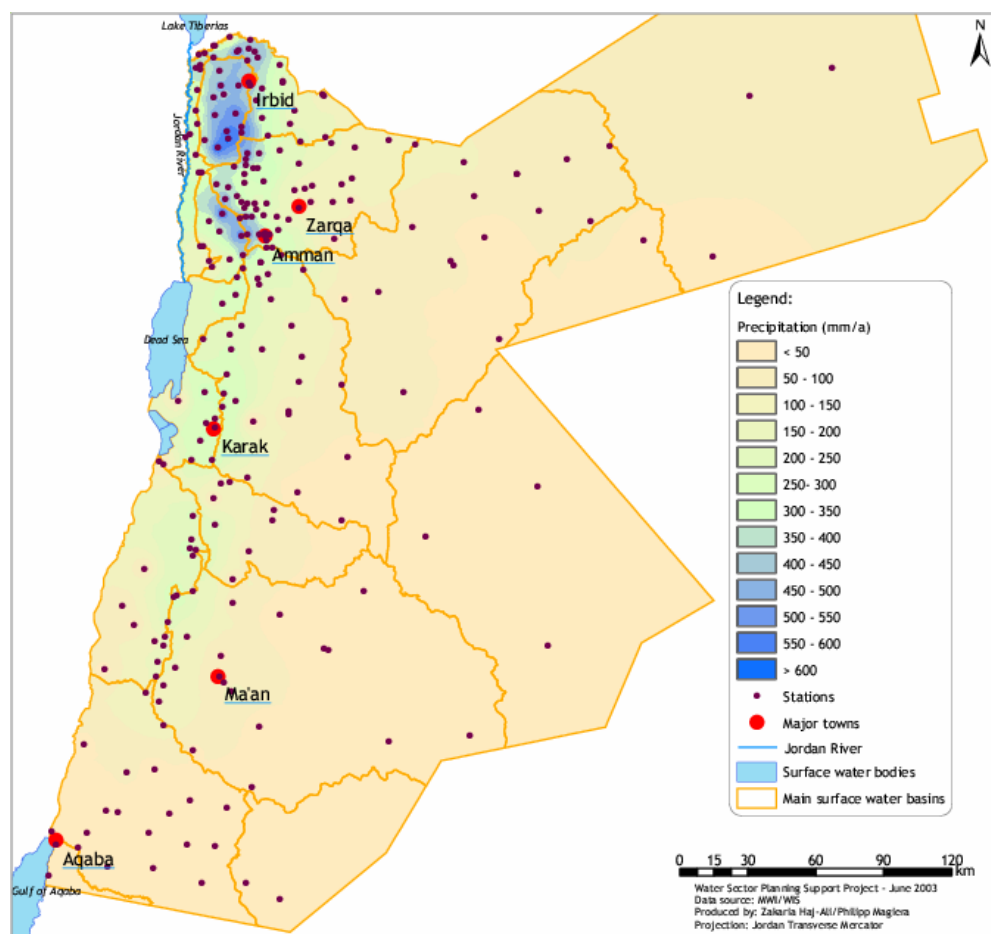 Lake Tiberias
N
Irbid
Jordan River
Zarqa
Amman
Dead Sea
Karak
Ma'an
Aqaba
Gulf of Aqaba
Legend:
Precipitation (mm/a)
< 50
50 - 100
100 - 150
150 - 200
200 - 250
250- 300
300 - 350
350 - 400
400 - 450
450 - 500
500 - 550
550 - 600
> 600
Stations
Major towns
Jordan River
Surface water bodies
Main surface water basins
0 15 30 60 90 120
km
Water Sector Planning Support Project - June 2003
Data source: MWI/WIS
Produced by: Zakaria Haj-Ali/Philipp Magiera
Projection: Jordan Transverse Mercator